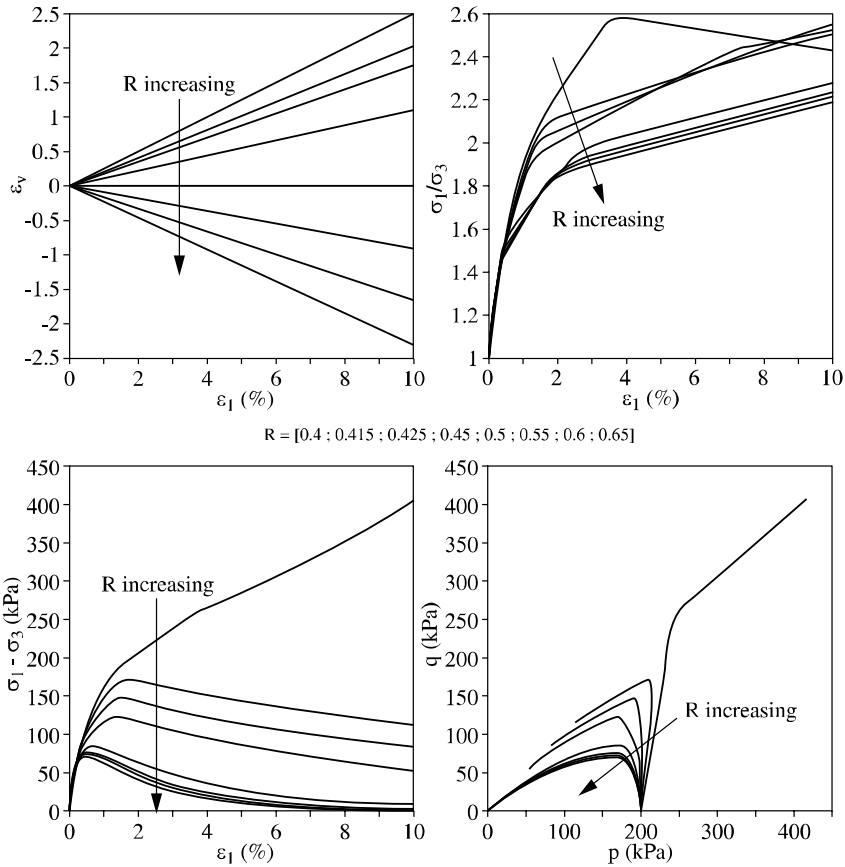 2.5
2
1.5
1
0.5
0
-0.5
-1
-1.5
-2
-2.5
εv
R increasing
0 2 4 6 8 10
ε1 (%)
2.6
2.4
2.2
2
1.8
1.6
1.4
1.2
1
σ1/σ3
R increasing
0 2 4 6 8 10
ε1 (%)
R = [0.4 ; 0.415 ; 0.425 ; 0.45 ; 0.5 ; 0.55 ; 0.6 ; 0.65]
450
400
350
300
250
200
150
100
50
0
σ1 - σ3 (kPa)
R increasing
0 2 4 6 8 10
ε1 (%)
450
400
350
300
250
200
150
100
50
0
q (kPa)
R increasing
0 100 200 300 400
p (kPa)